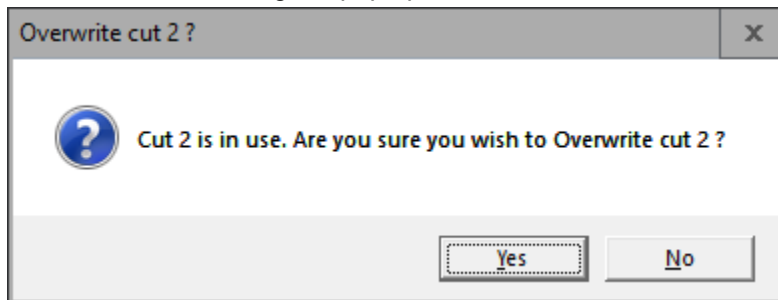 Overwrite cut 2 ?
x
?
Cut 2 is in use. Are you sure you wish to Overwrite cut 2 ?
Yes
No